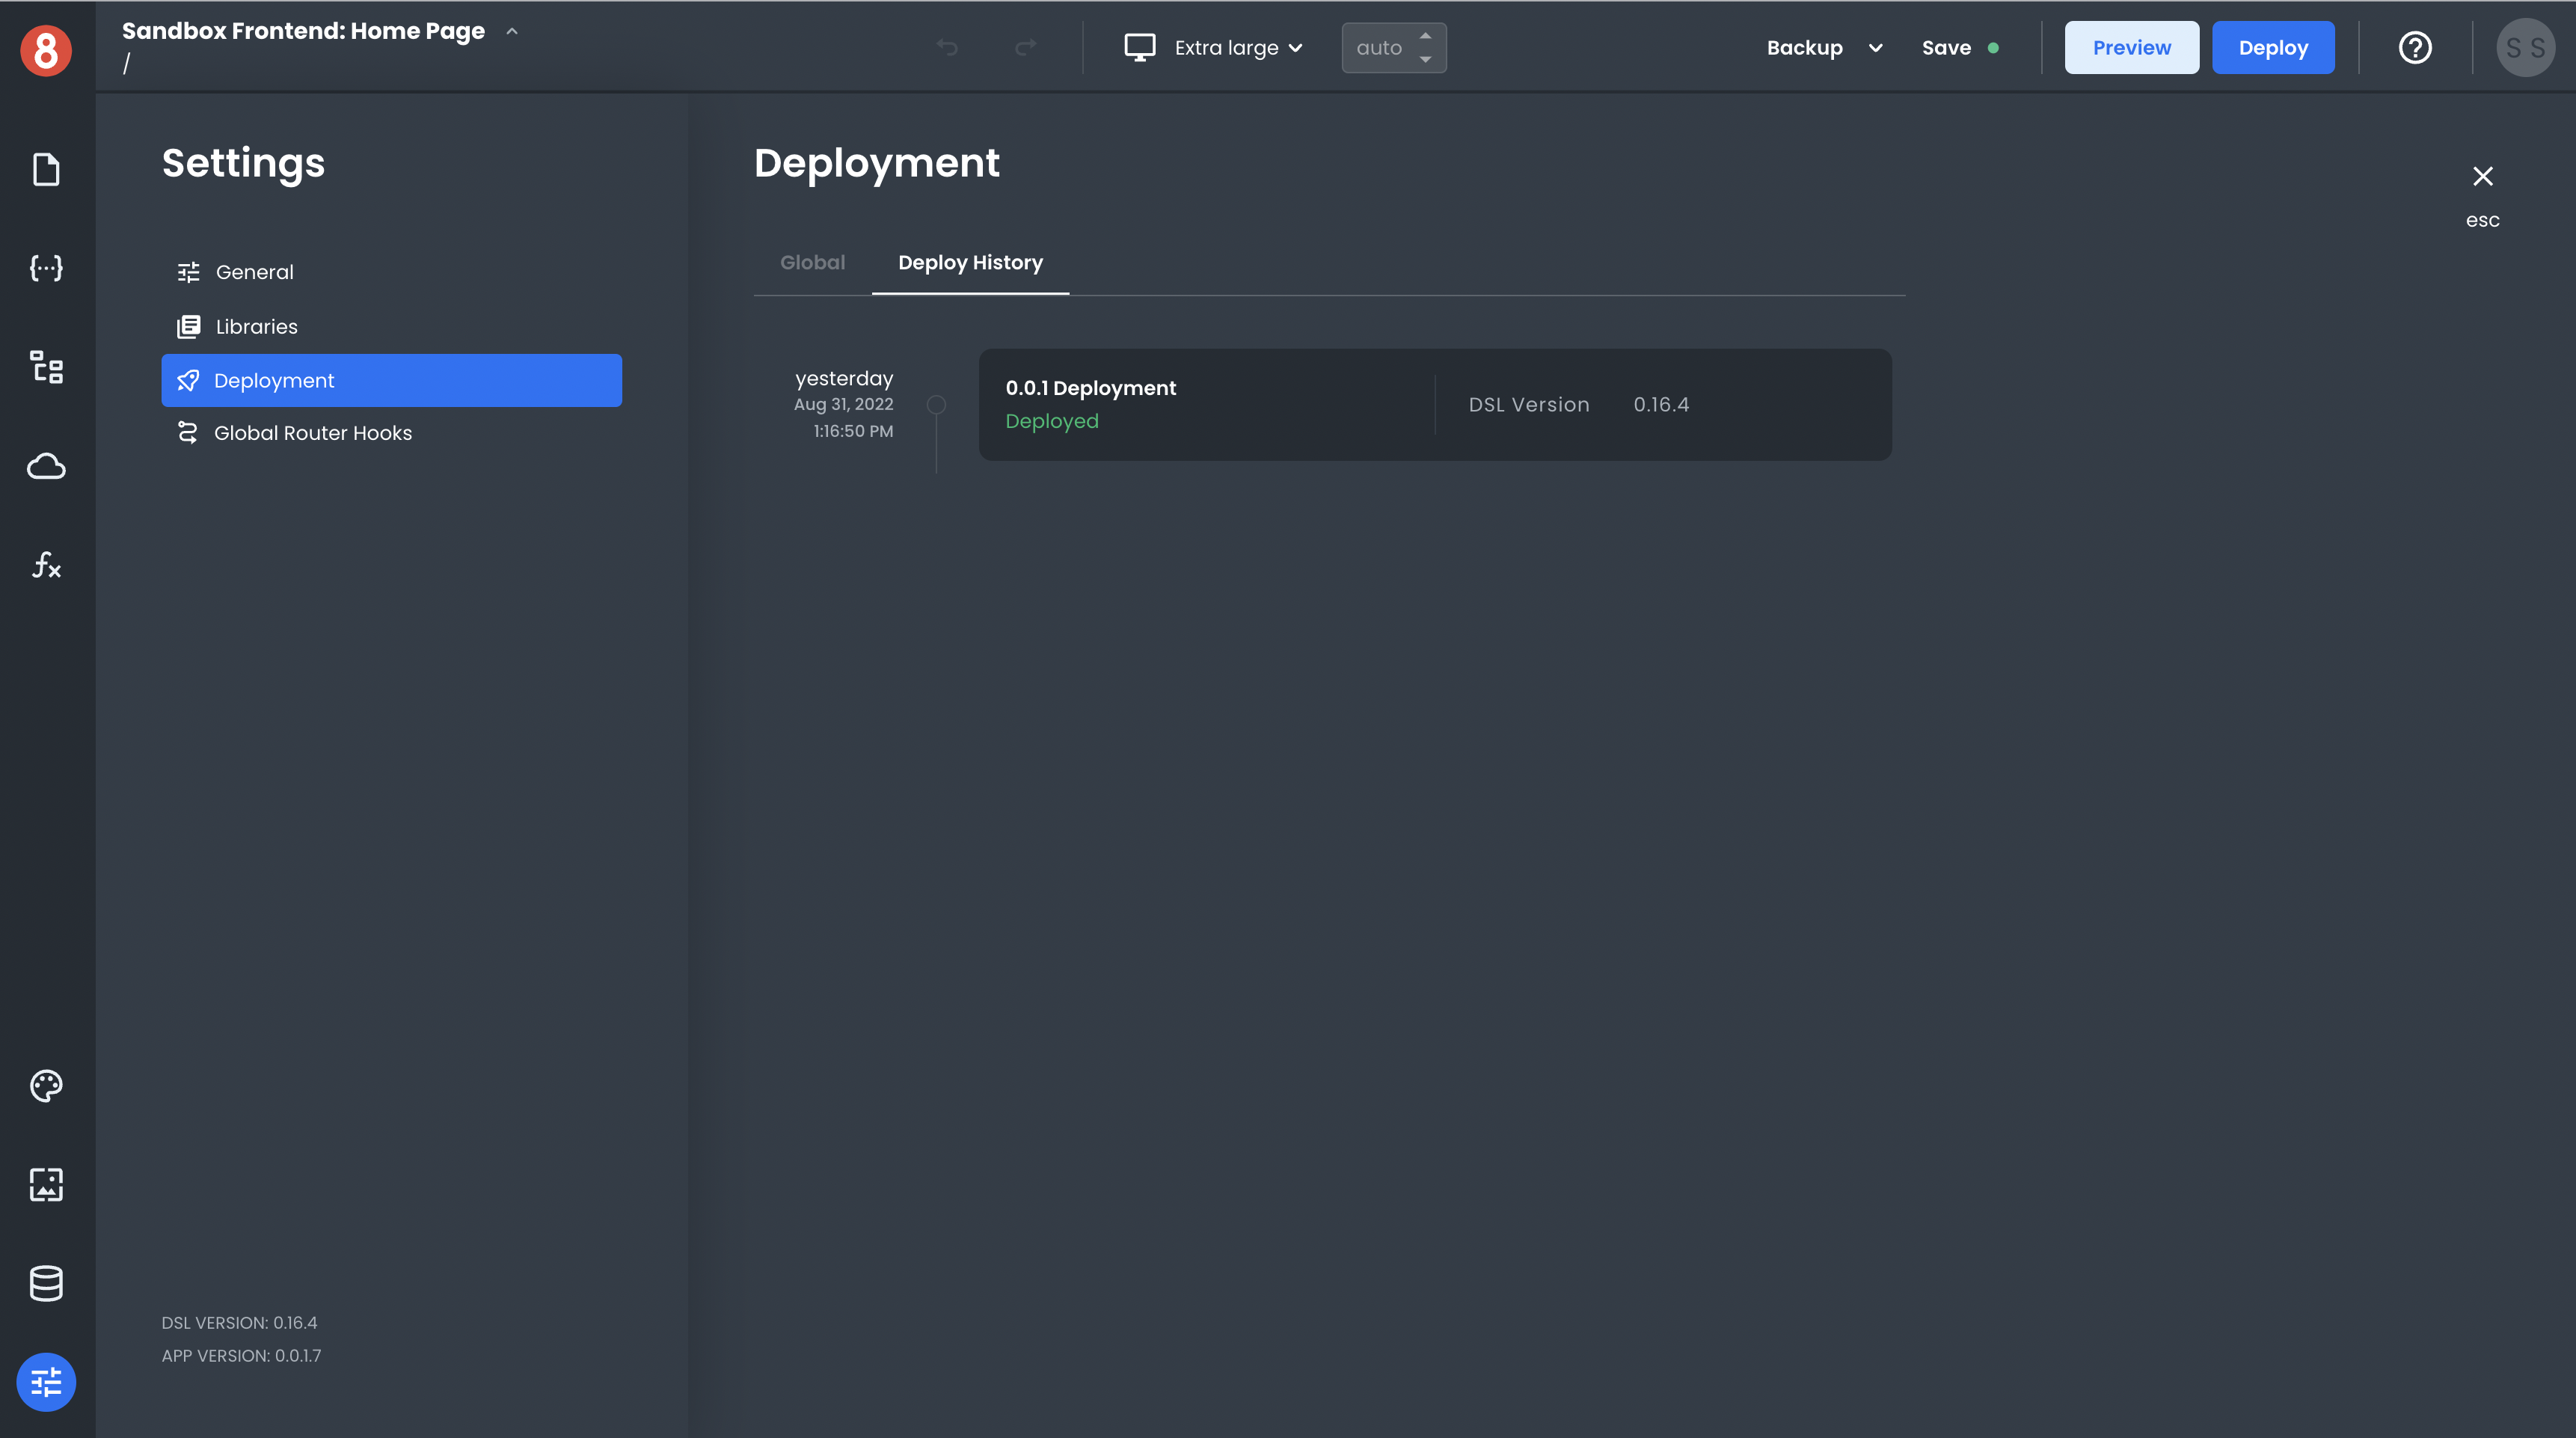 8
Sandbox Frontend: Home Page
/
Extra large
auto
Backup
Save
Preview
Deploy
?
S S
Settings
General
Libraries
Deployment
Global Router Hooks
DSL VERSION: 0.16.4
APP VERSION: 0.0.1.7
Deployment
esc
Global
Deploy History
yesterday
Aug 31, 2022
1:16:50 PM
0.0.1 Deployment
Deployed
DSL Version 0.16.4